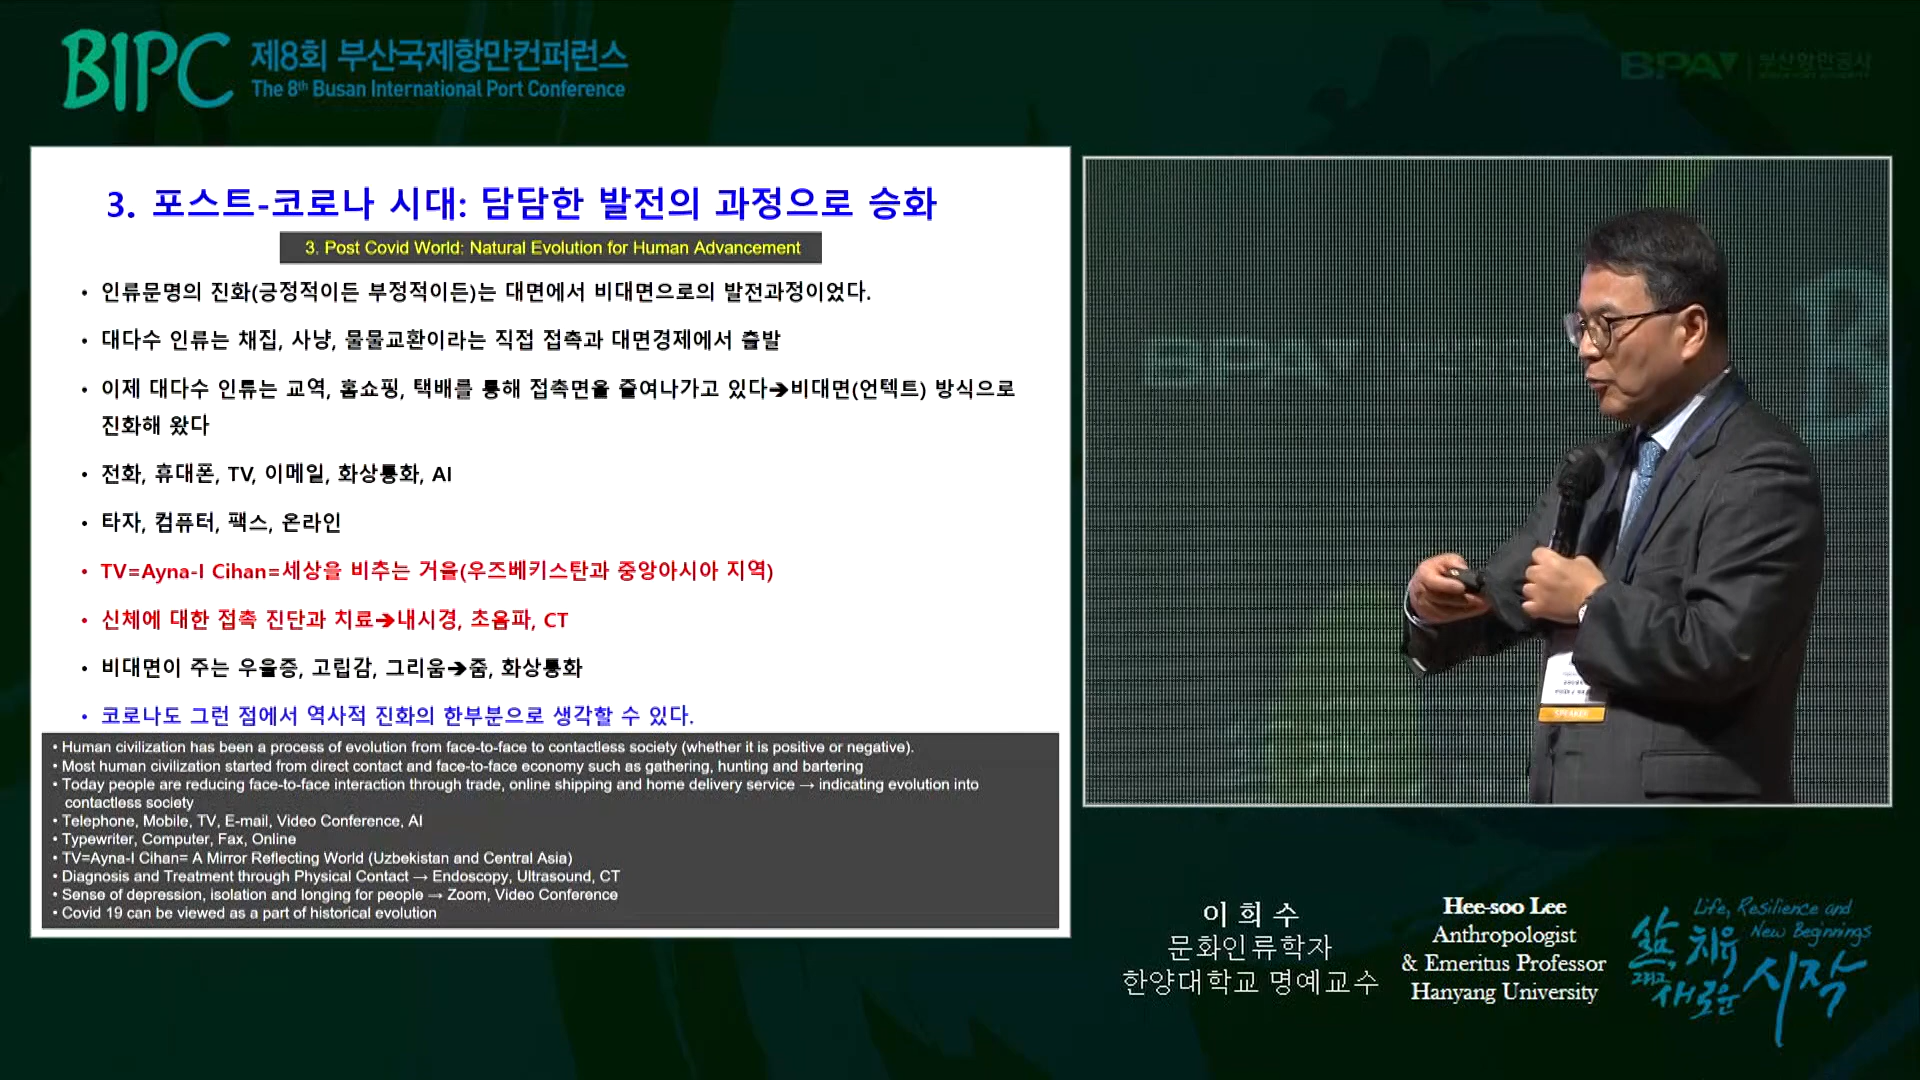 BIPC
제8회 부산국제항만컨퍼런스
The 8th Busan International Port Conference
BPA 부산항만공사
3. 포스트-코로나 시대: 담담한 발전의 과정으로 승화
3. Post Covid World: Natural Evolution for Human Advancement
• 인류문명의 진화(긍정적이든 부정적이든)는 대면에서 비대면으로의 발전과정이었다.
• 대다수 인류는 채집, 사냥, 물물교환이라는 직접 접촉과 대면경제에서 출발
• 이제 대다수 인류는 교역, 홈쇼핑, 택배를 통해 접촉면을 줄여나가고 있다➔비대면(언텍트) 방식으로
진화해 왔다
• 전화, 휴대폰, TV, 이메일, 화상통화, AI
• 타자, 컴퓨터, 팩스, 온라인
• TV=Ayna-I Cihan=세상을 비추는 거울(우즈베키스탄과 중앙아시아 지역)
• 신체에 대한 접촉 진단과 치료➔내시경, 초음파, CT
• 비대면이 주는 우울증, 고립감, 그리움➔줌, 화상통화
• 코로나도 그런 점에서 역사적 진화의 한부분으로 생각할 수 있다.
• Human civilization has been a process of evolution from face-to-face to contactless society (whether it is positive or negative).
• Most human civilization started from direct contact and face-to-face economy such as gathering, hunting and bartering
• Today people are reducing face-to-face interaction through trade, online shipping and home delivery service → indicating evolution into
contactless society
• Telephone, Mobile, TV, E-mail, Video Conference, AI
• Typewriter, Computer, Fax, Online
• TV=Ayna-I Cihan= A Mirror Reflecting World (Uzbekistan and Central Asia)
• Diagnosis and Treatment through Physical Contact → Endoscopy, Ultrasound, CT
• Sense of depression, isolation and longing for people → Zoom, Video Conference
• Covid 19 can be viewed as a part of historical evolution
BPA
SPEAKER
이 희 수
문화인류학자
한양대학교 명예교수
Hee-soo Lee
Anthropologist
& Emeritus Professor
Hanyang University
Life, Resilience and
New Beginnings
삶, 치유
그리고
새로운 시작